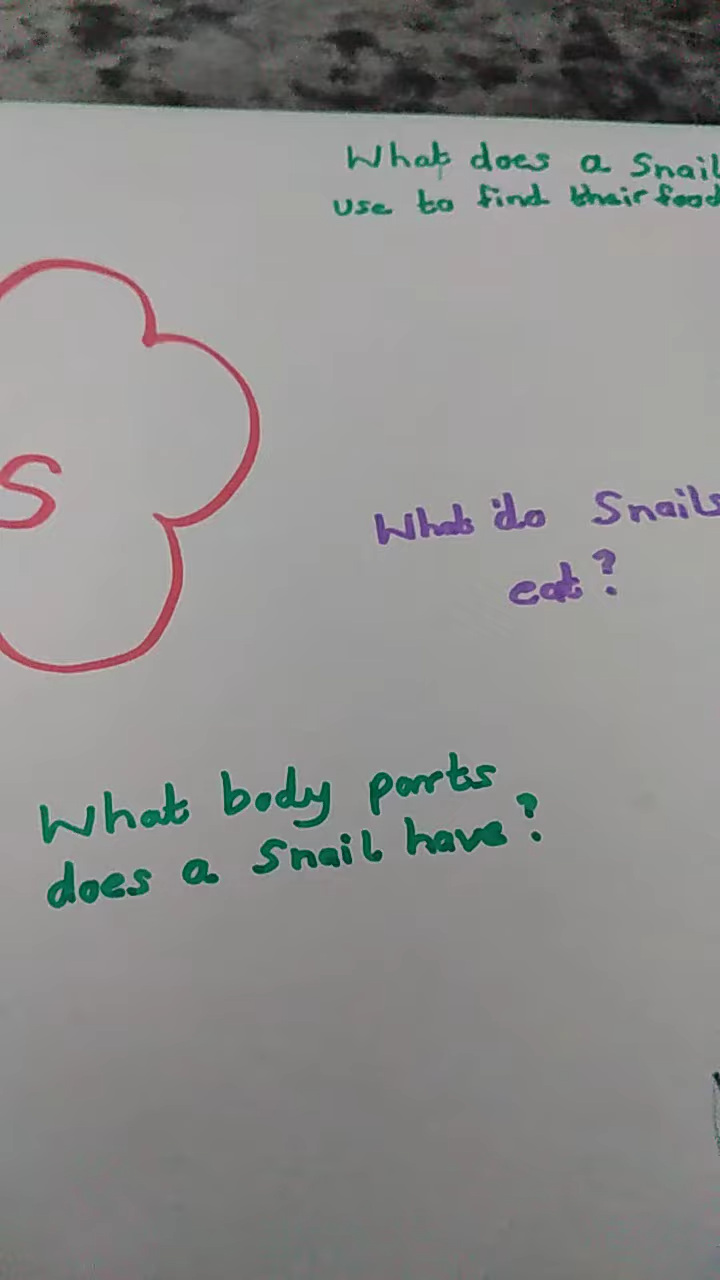 What does a Snail
use to find their food
S
What do Snails
eat?
What body parts
does a Snail have?